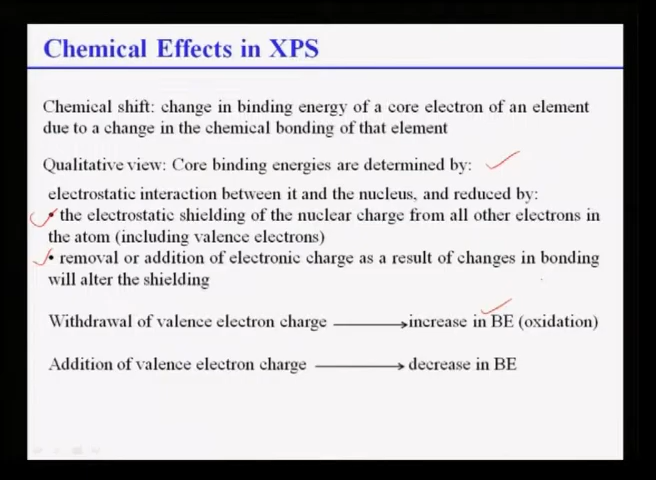 Chemical Effects in XPS
Chemical shift: change in binding energy of a core electron of an element
due to a change in the chemical bonding of that element
Qualitative view: Core binding energies are determined by:
electrostatic interaction between it and the nucleus, and reduced by:
• the electrostatic shielding of the nuclear charge from all other electrons in
the atom (including valence electrons)
• removal or addition of electronic charge as a result of changes in bonding
will alter the shielding
Withdrawal of valence electron charge → increase in BE (oxidation)
Addition of valence electron charge → decrease in BE